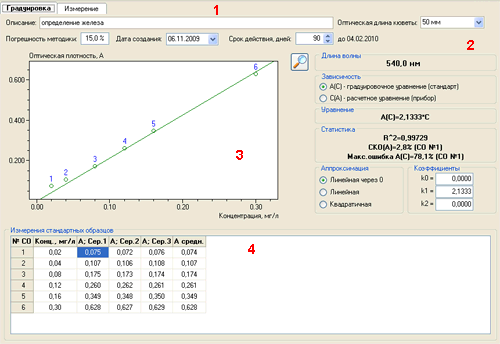 Градуировка Измерение
1
Описание: определение железа Оптическая длина кюветы: 50 мм
Погрешность методики: 15,0 % Дата создания: 06.11.2009 Срок действия, дней: 90 до 04.02.2010
2
Оптическая плотность, А
0.600
0.400
0.200
1 2 3 4 5 6
3
0.00 0.10 0.20 0.30
Концентрация, мг/л
Длина волны
540,0 нм
Зависимость
A(C) - градуировочное уравнение (стандарт)
C(A) - расчетное уравнение (прибор)
Уравнение
A(C)=2,1333*C
Статистика
R^2=0,99729
СКО(A)=2,8% (СО №1)
Макс.ошибка A(C)=78,1% (СО №1)
Аппроксимация
Линейная через 0
Линейная
Квадратичная
Коэффициенты
k0 = 0,0000
k1 = 2,1333
k2 = 0,0000
Измерения стандартных образцов
4
№ СО Конц., мг/л А; Сер.1 А; Сер.2 А; Сер.3 А средн.
1 0,02 0,075 0,072 0,076 0,074
2 0,04 0,107 0,106 0,108 0,107
3 0,08 0,175 0,173 0,174 0,174
4 0,12 0,260 0,262 0,261 0,261
5 0,16 0,349 0,348 0,350 0,349
6 0,30 0,628 0,627 0,629 0,628